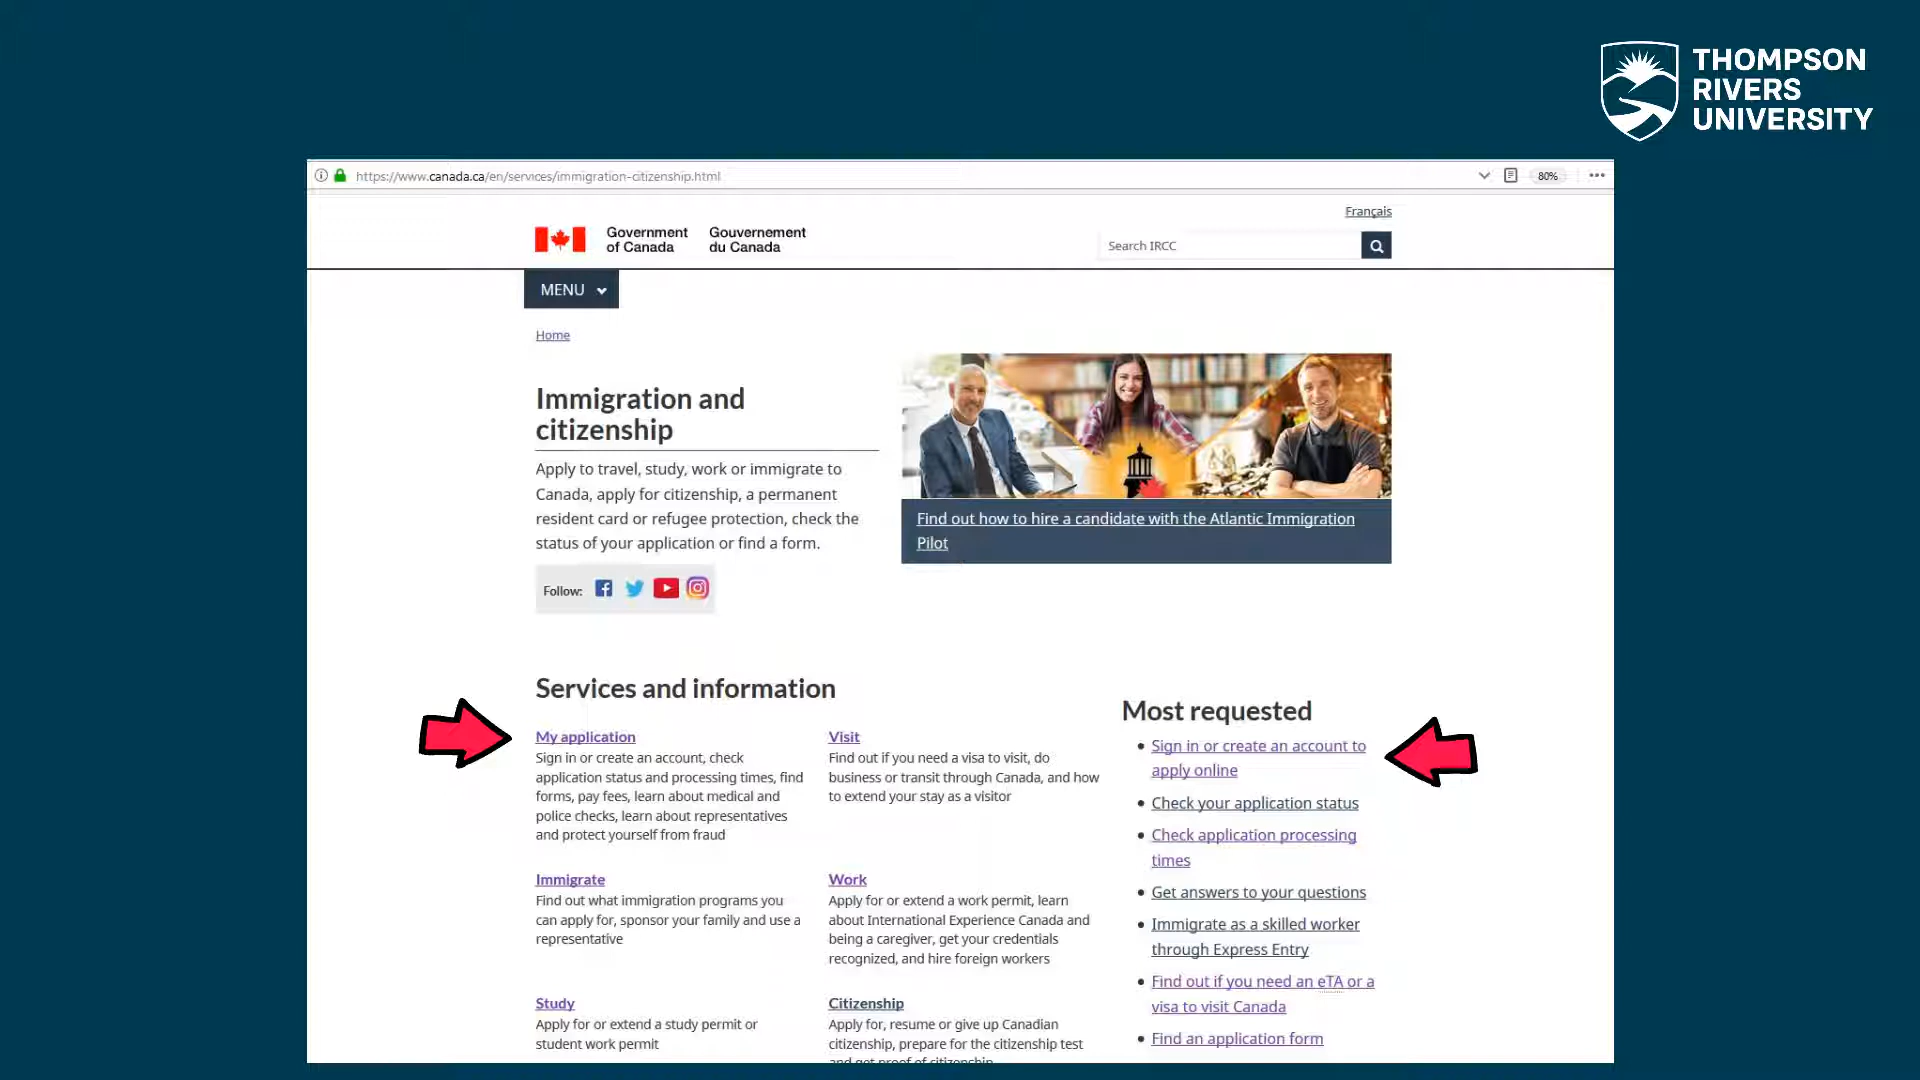 THOMPSON
RIVERS
UNIVERSITY
https://www.canada.ca/en/services/immigration-citizenship.html
80%
Français
Government
of Canada
Gouvernement
du Canada
Search IRCC
MENU
Home
Immigration and
citizenship
Apply to travel, study, work or immigrate to
Canada, apply for citizenship, a permanent
resident card or refugee protection, check the
status of your application or find a form.
Find out how to hire a candidate with the Atlantic Immigration
Pilot
Follow:
Services and information
My application
Sign in or create an account, check
application status and processing times, find
forms, pay fees, learn about medical and
police checks, learn about representatives
and protect yourself from fraud
Visit
Find out if you need a visa to visit, do
business or transit through Canada, and how
to extend your stay as a visitor
Immigrate
Find out what immigration programs you
can apply for, sponsor your family and use a
representative
Work
Apply for or extend a work permit, learn
about International Experience Canada and
being a caregiver, get your credentials
recognized, and hire foreign workers
Study
Apply for or extend a study permit or
student work permit
Citizenship
Apply for, resume or give up Canadian
citizenship, prepare for the citizenship test
and get proof of citizenship
Most requested
Sign in or create an account to
apply online
Check your application status
Check application processing
times
Get answers to your questions
Immigrate as a skilled worker
through Express Entry
Find out if you need an eTA or a
visa to visit Canada
Find an application form